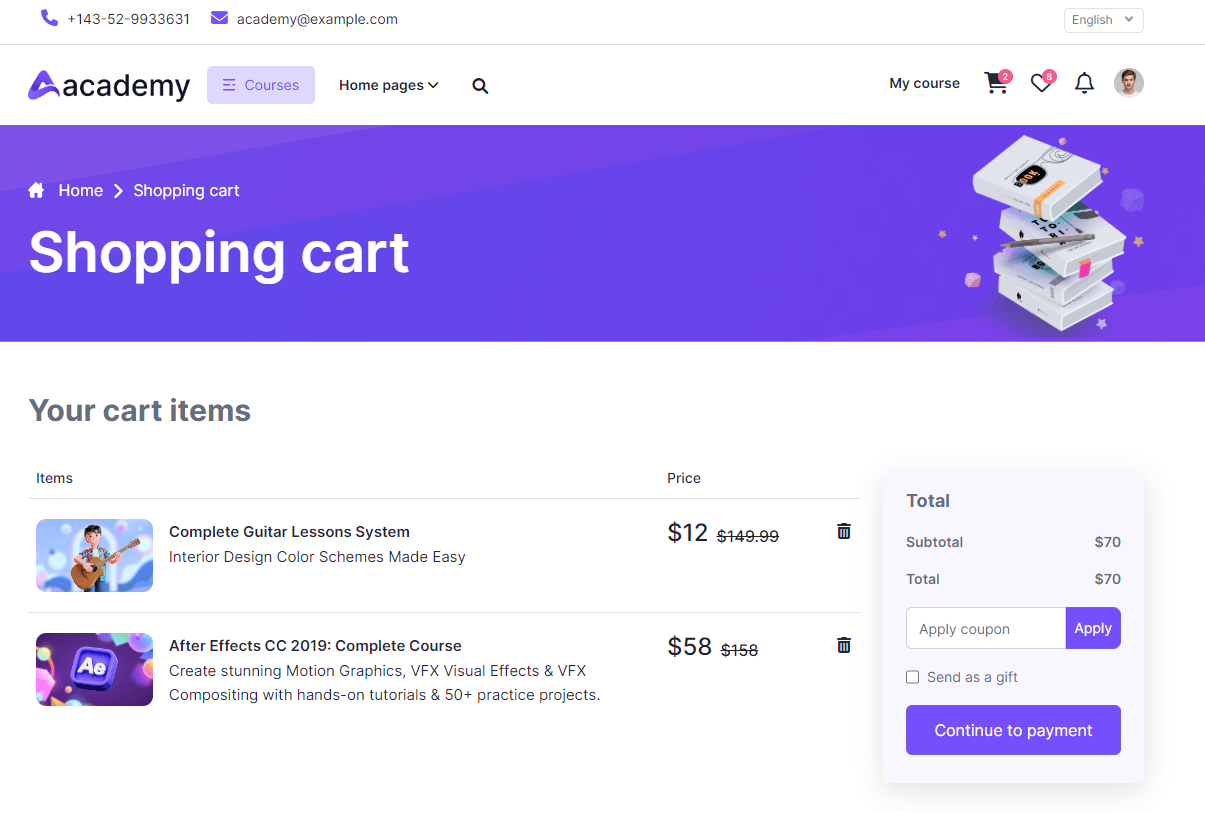 +143-52-9933631 academy@example.com English
academy Courses Home pages My course 2 8
Home Shopping cart
Shopping cart
BOOK
Your cart items
Items Price
Complete Guitar Lessons System $12 $149.99
Interior Design Color Schemes Made Easy
After Effects CC 2019: Complete Course $58 $158
Create stunning Motion Graphics, VFX Visual Effects & VFX
Compositing with hands-on tutorials & 50+ practice projects.
Ae
Total
Subtotal $70
Total $70
Apply coupon Apply
Send as a gift
Continue to payment